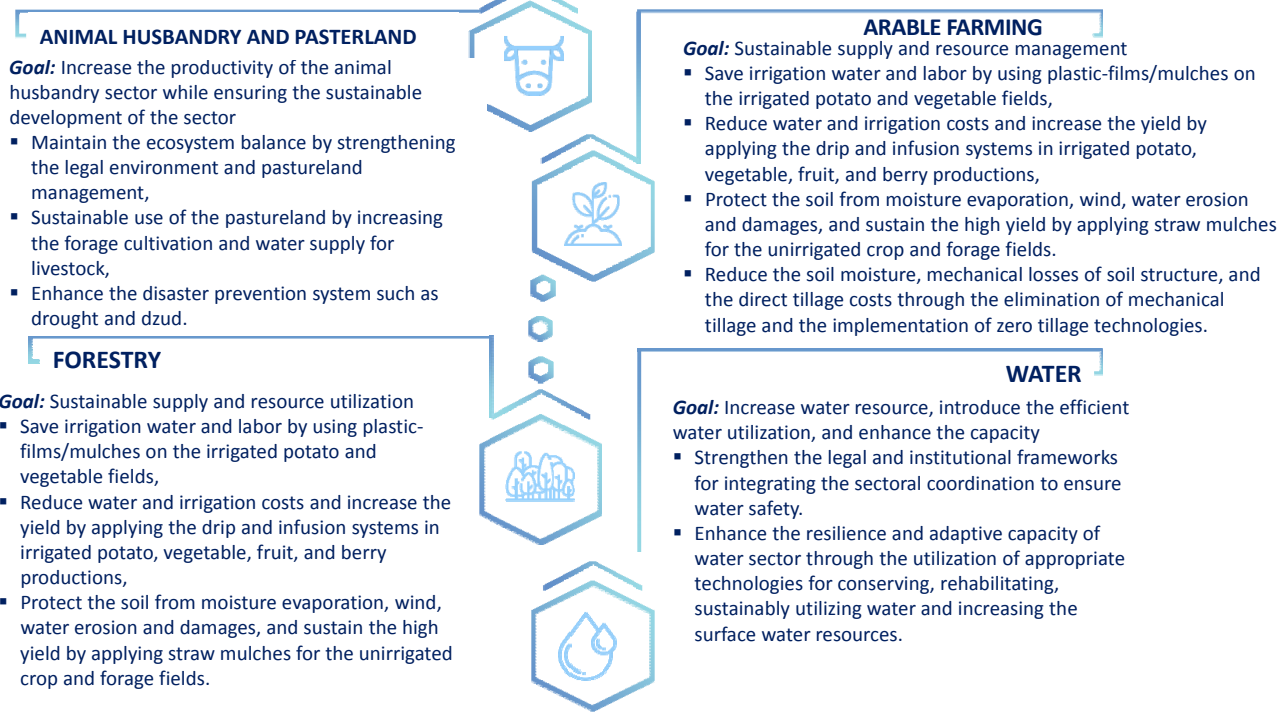 ANIMAL HUSBANDRY AND PASTERLAND
Goal: Increase the productivity of the animal
husbandry sector while ensuring the sustainable
development of the sector
▪ Maintain the ecosystem balance by strengthening
the legal environment and pastureland
management,
▪ Sustainable use of the pastureland by increasing
the forage cultivation and water supply for
livestock,
▪ Enhance the disaster prevention system such as
drought and dzud.
ARABLE FARMING
Goal: Sustainable supply and resource management
▪ Save irrigation water and labor by using plastic-films/mulches on
the irrigated potato and vegetable fields,
▪ Reduce water and irrigation costs and increase the yield by
applying the drip and infusion systems in irrigated potato,
vegetable, fruit, and berry productions,
▪ Protect the soil from moisture evaporation, wind, water erosion
and damages, and sustain the high yield by applying straw mulches
for the unirrigated crop and forage fields.
▪ Reduce the soil moisture, mechanical losses of soil structure, and
the direct tillage costs through the elimination of mechanical
tillage and the implementation of zero tillage technologies.
FORESTRY
Goal: Sustainable supply and resource utilization
▪ Save irrigation water and labor by using plastic-
films/mulches on the irrigated potato and
vegetable fields,
▪ Reduce water and irrigation costs and increase the
yield by applying the drip and infusion systems in
irrigated potato, vegetable, fruit, and berry
productions,
▪ Protect the soil from moisture evaporation, wind,
water erosion and damages, and sustain the high
yield by applying straw mulches for the unirrigated
crop and forage fields.
WATER
Goal: Increase water resource, introduce the efficient
water utilization, and enhance the capacity
▪ Strengthen the legal and institutional frameworks
for integrating the sectoral coordination to ensure
water safety.
▪ Enhance the resilience and adaptive capacity of
water sector through the utilization of appropriate
technologies for conserving, rehabilitating,
sustainably utilizing water and increasing the
surface water resources.